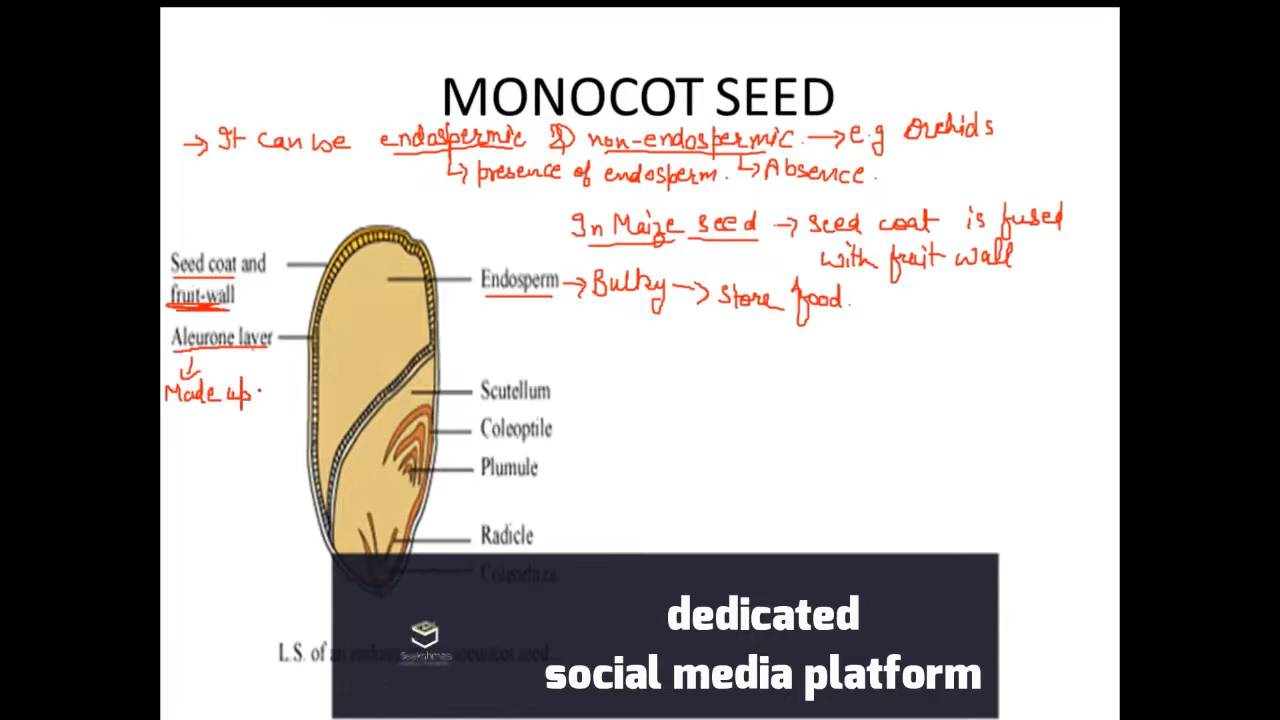 MONOCOT SEED
→ It can be endospermic & non-endospermic → e.g Orchids
↳ presence of endosperm. ↳ Absence.
In Maize seed → seed coat is fused
with fruit wall
Seed coat and
fruit-wall
Endosperm → Bulky → Store food.
Aleurone layer
Made up.
Scutellum
Coleoptile
Plumule
Radicle
Coleorhiza
L.S. of
dedicated
social media platform